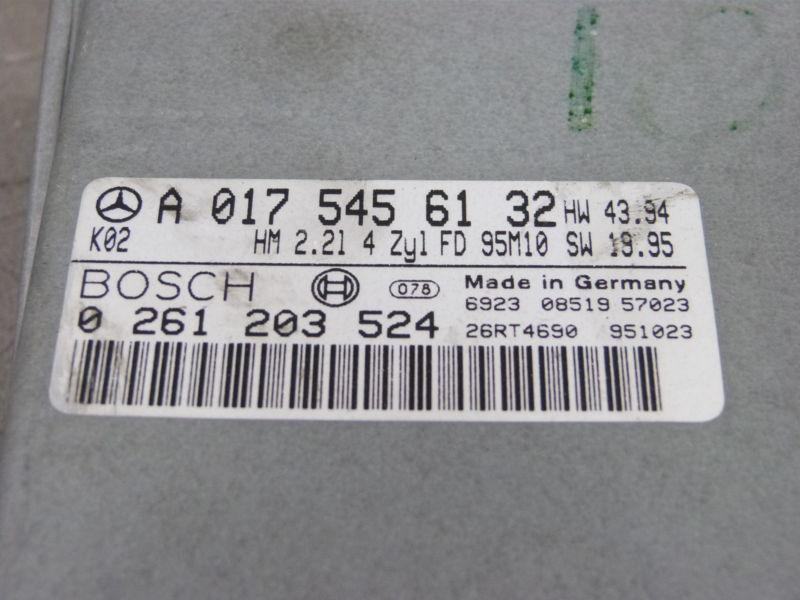 A 017 545 61 32 HW 43.94
K02 HM 2.2l 4 Zyl FD 95M10 SW 19.95
BOSCH 078 Made in Germany
6923 08519 57023
0 261 203 524 26RT4690 951023